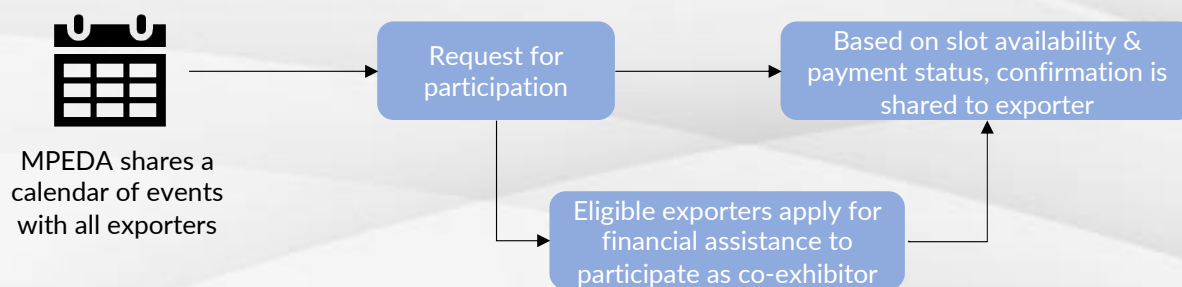 MPEDA shares a
calendar of events
with all exporters
Request for
participation
Based on slot availability &
payment status, confirmation is
shared to exporter
Eligible exporters apply for
financial assistance to
participate as co-exhibitor